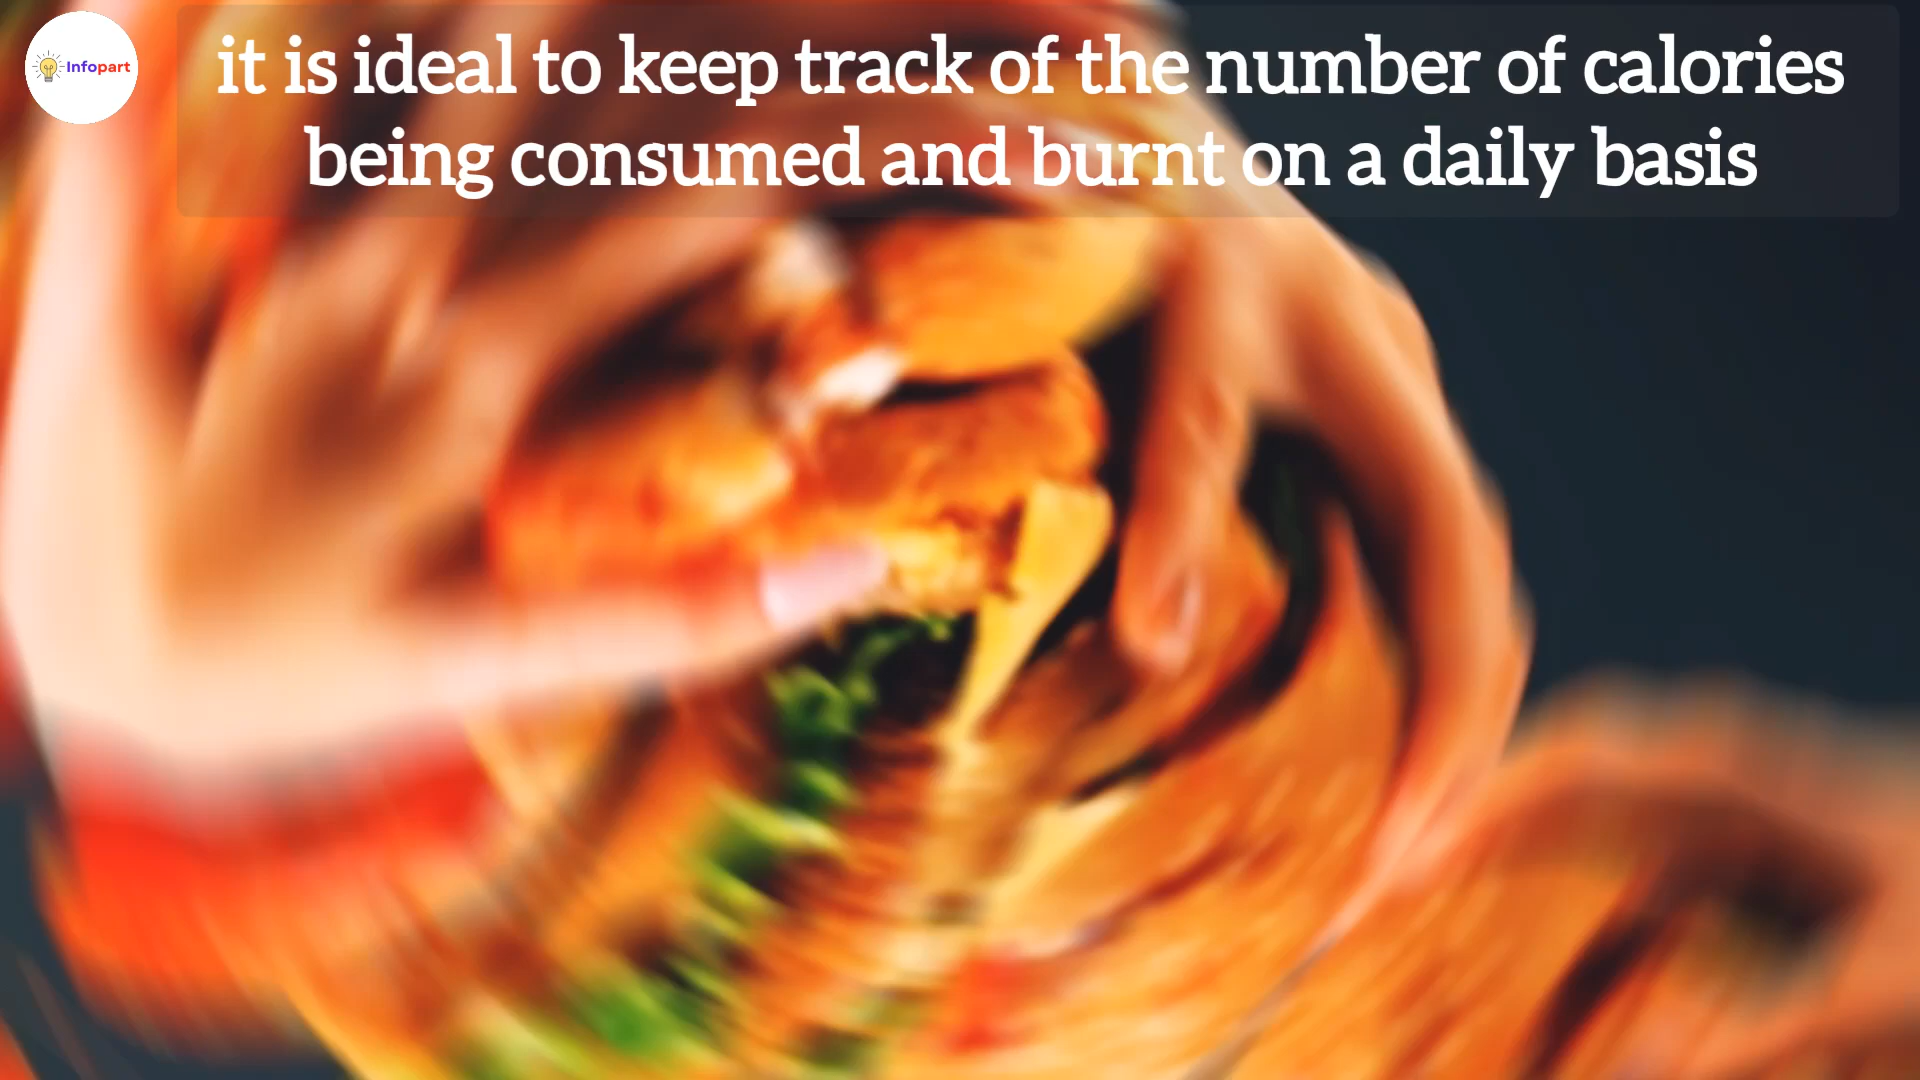 Infopart
it is ideal to keep track of the number of calories
being consumed and burnt on a daily basis